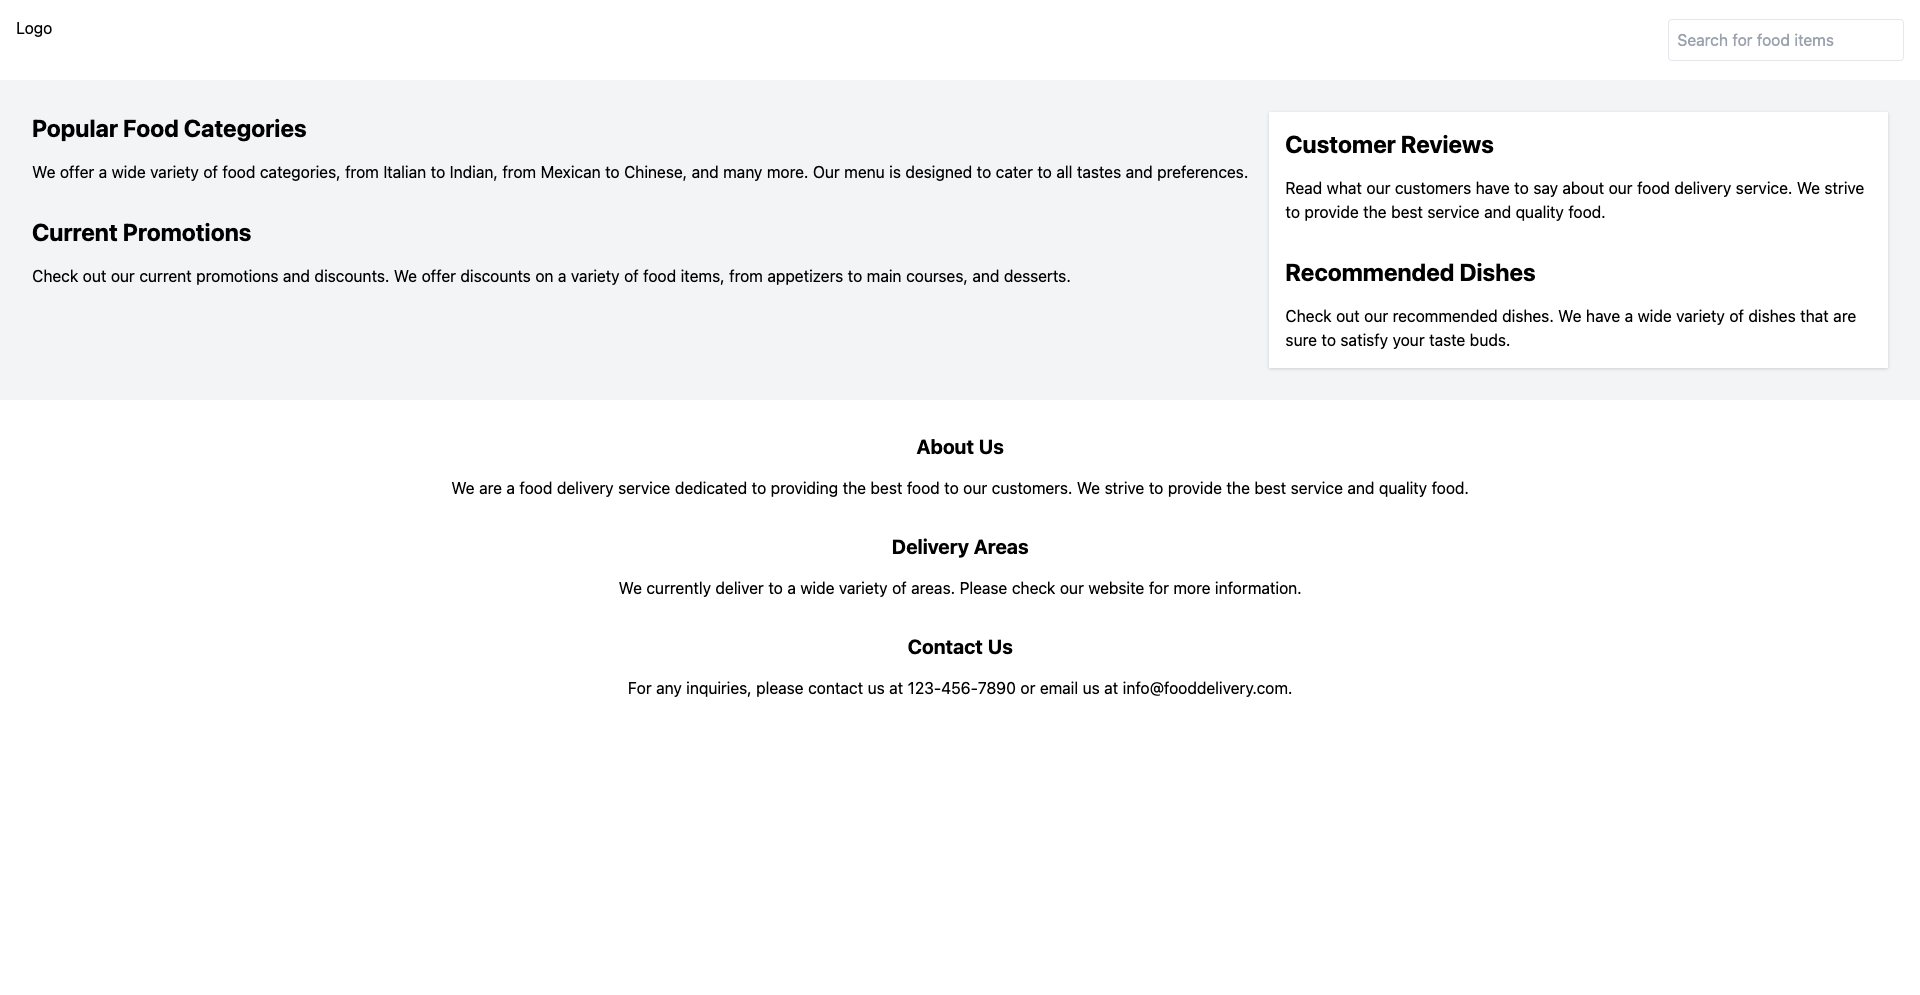 Logo
Search for food items
Popular Food Categories
We offer a wide variety of food categories, from Italian to Indian, from Mexican to Chinese, and many more. Our menu is designed to cater to all tastes and preferences.
Current Promotions
Check out our current promotions and discounts. We offer discounts on a variety of food items, from appetizers to main courses, and desserts.
Customer Reviews
Read what our customers have to say about our food delivery service. We strive
to provide the best service and quality food.
Recommended Dishes
Check out our recommended dishes. We have a wide variety of dishes that are
sure to satisfy your taste buds.
About Us
We are a food delivery service dedicated to providing the best food to our customers. We strive to provide the best service and quality food.
Delivery Areas
We currently deliver to a wide variety of areas. Please check our website for more information.
Contact Us
For any inquiries, please contact us at 123-456-7890 or email us at info@fooddelivery.com.